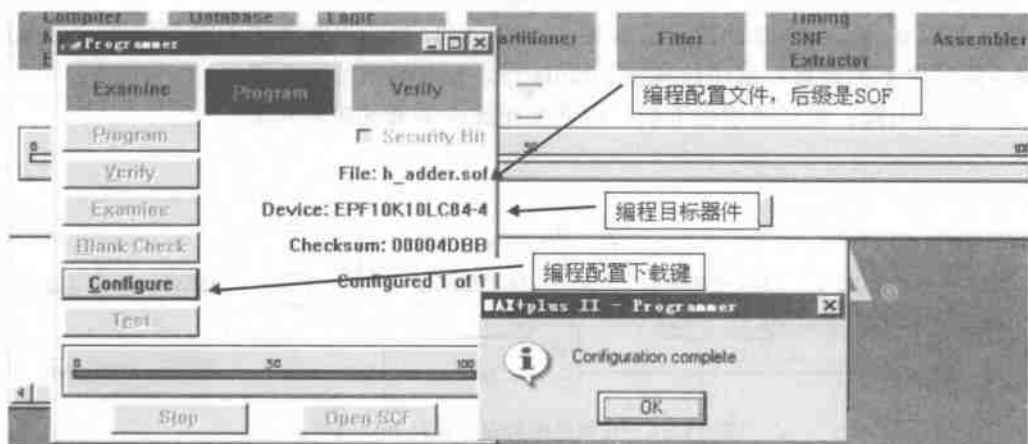 Compiler
Database
Logic
Partitioner
Fitter
Timing
SNF
Extractor
Assembler
Programmer
Examine
Program
Verify
编程配置文件，后缀是SOF
Program
Security Bit
0
50
100
Verify
File: h_adder.sof
Examine
Device: EPF10K10LC84-4
编程目标器件
Blank Check
Checksum: 00004DBB
Configure
Configured 1 of 1
编程配置下载键
Test
MAX+plus II - Programmer
Configuration complete
OK
0
50
100
Stop
Open SCF